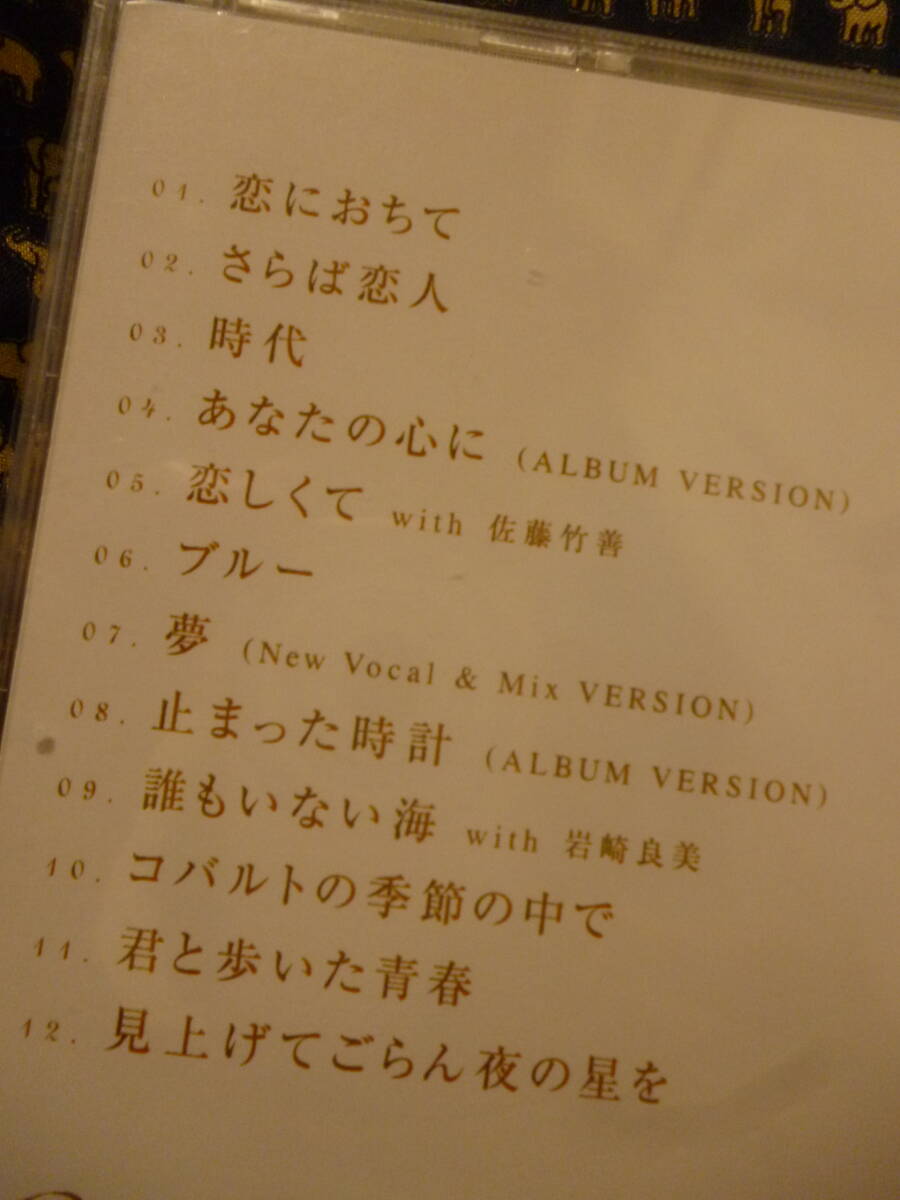 01. 恋におちて
02. さらば恋人
03. 時代
04. あなたの心に (ALBUM VERSION)
05. 恋しくて with 佐藤竹善
06. ブルー
07. 夢 (New Vocal & Mix VERSION)
08. 止まった時計 (ALBUM VERSION)
09. 誰もいない海 with 岩崎良美
10. コバルトの季節の中で
11. 君と歩いた青春
12. 見上げてごらん夜の星を